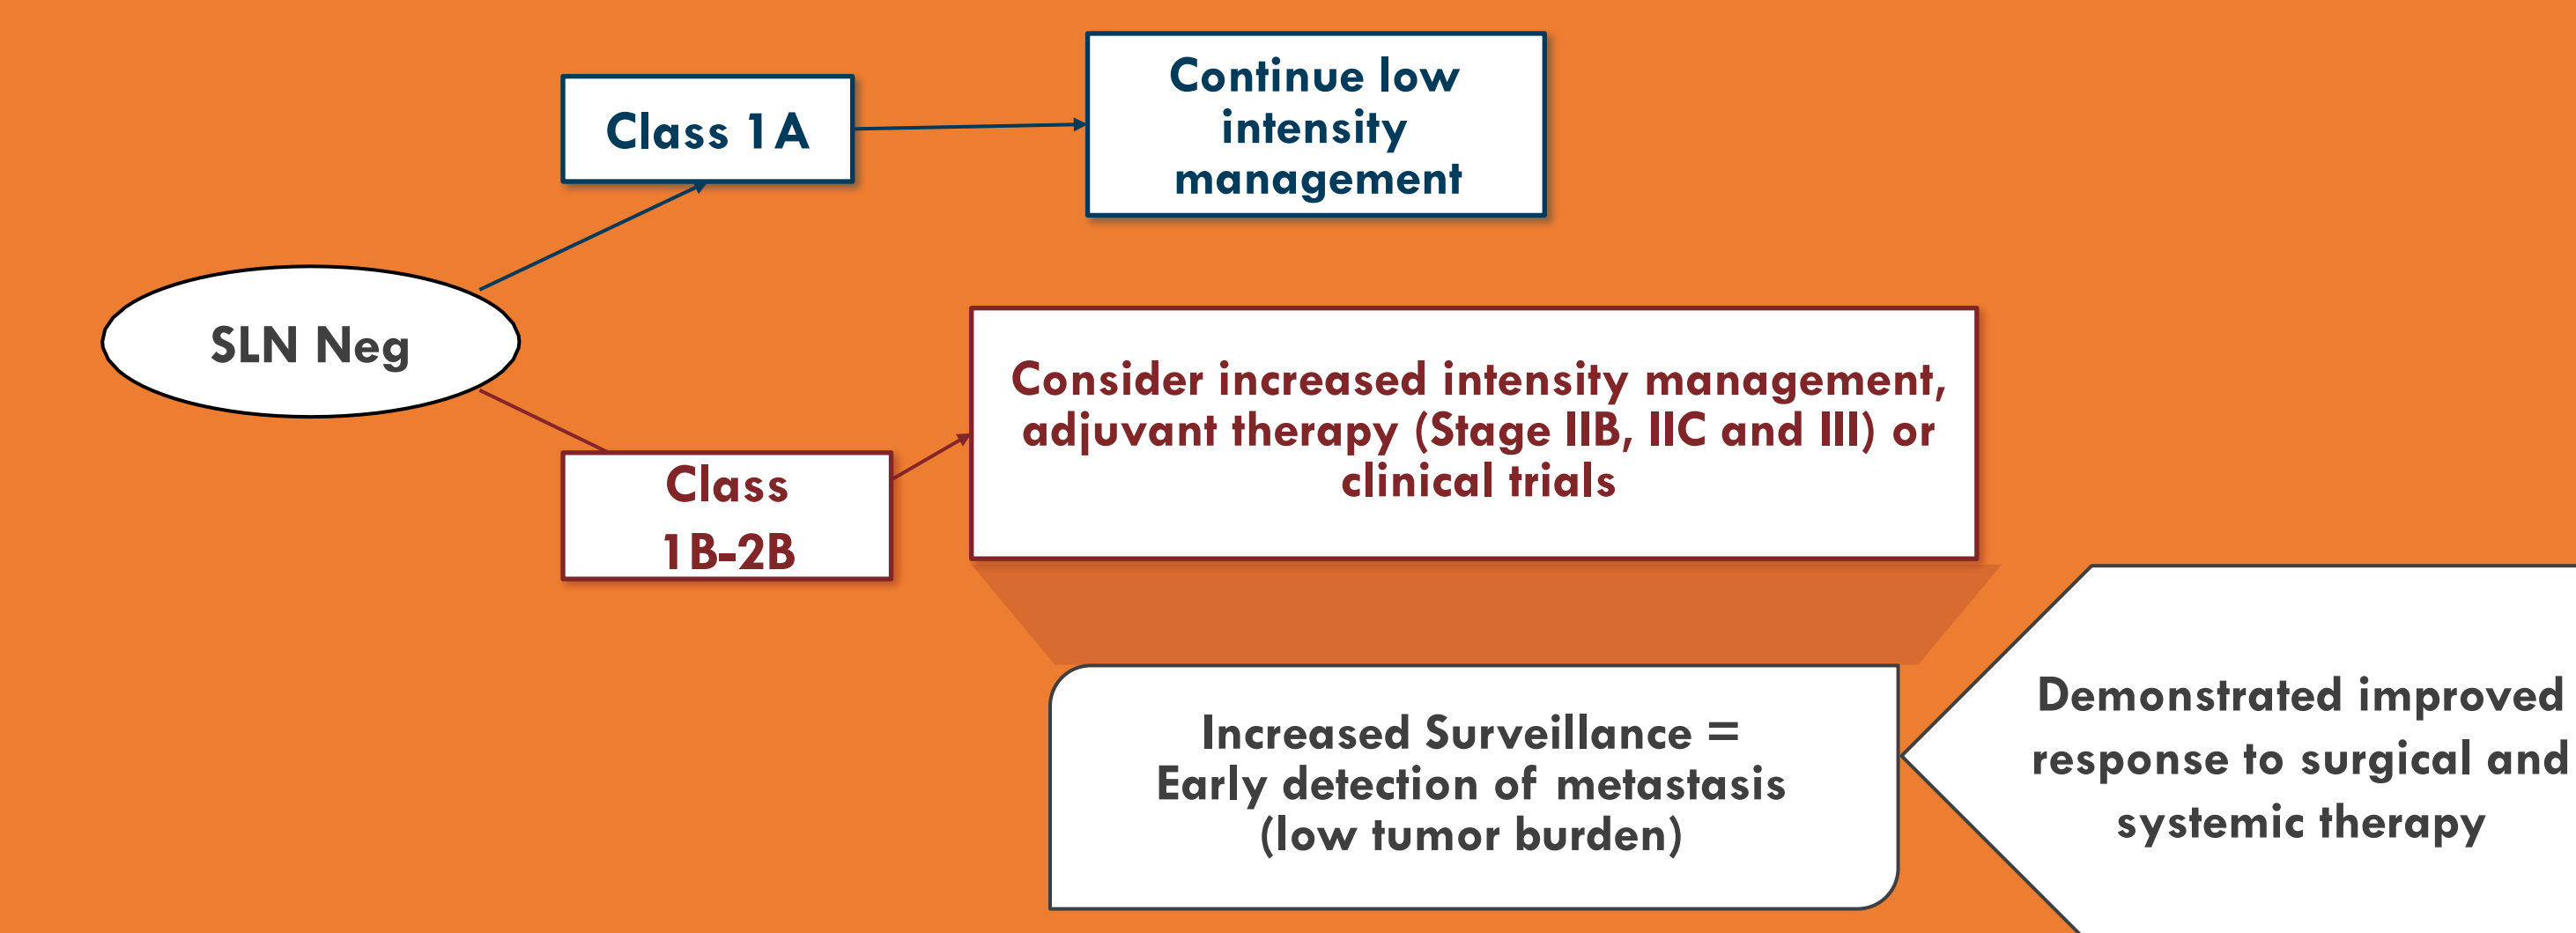 Class 1A
Continue low
intensity
management
SLN Neg
Class
1B-2B
Consider increased intensity management,
adjuvant therapy (Stage IIB, IIC and III) or
clinical trials
Increased Surveillance =
Early detection of metastasis
(low tumor burden)
Demonstrated improved
response to surgical and
systemic therapy